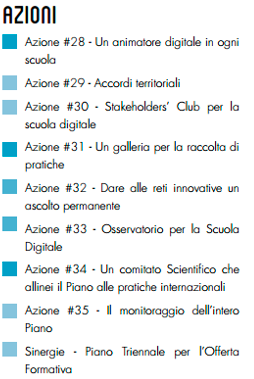 AZIONI
Azione #28 - Un animatore digitale in ogni
scuola
Azione #29 - Accordi territoriali
Azione #30 - Stakeholders' Club per la
scuola digitale
Azione #31 - Un galleria per la raccolta di
pratiche
Azione #32 - Dare alle reti innovative un
ascolto permanente
Azione #33 - Osservatorio per la Scuola
Digitale
Azione #34 - Un comitato Scientifico che
allinei il Piano alle pratiche internazionali
Azione #35 - Il monitoraggio dell'intero
Piano
Sinergie - Piano Triennale per l'Offerta
Formativa